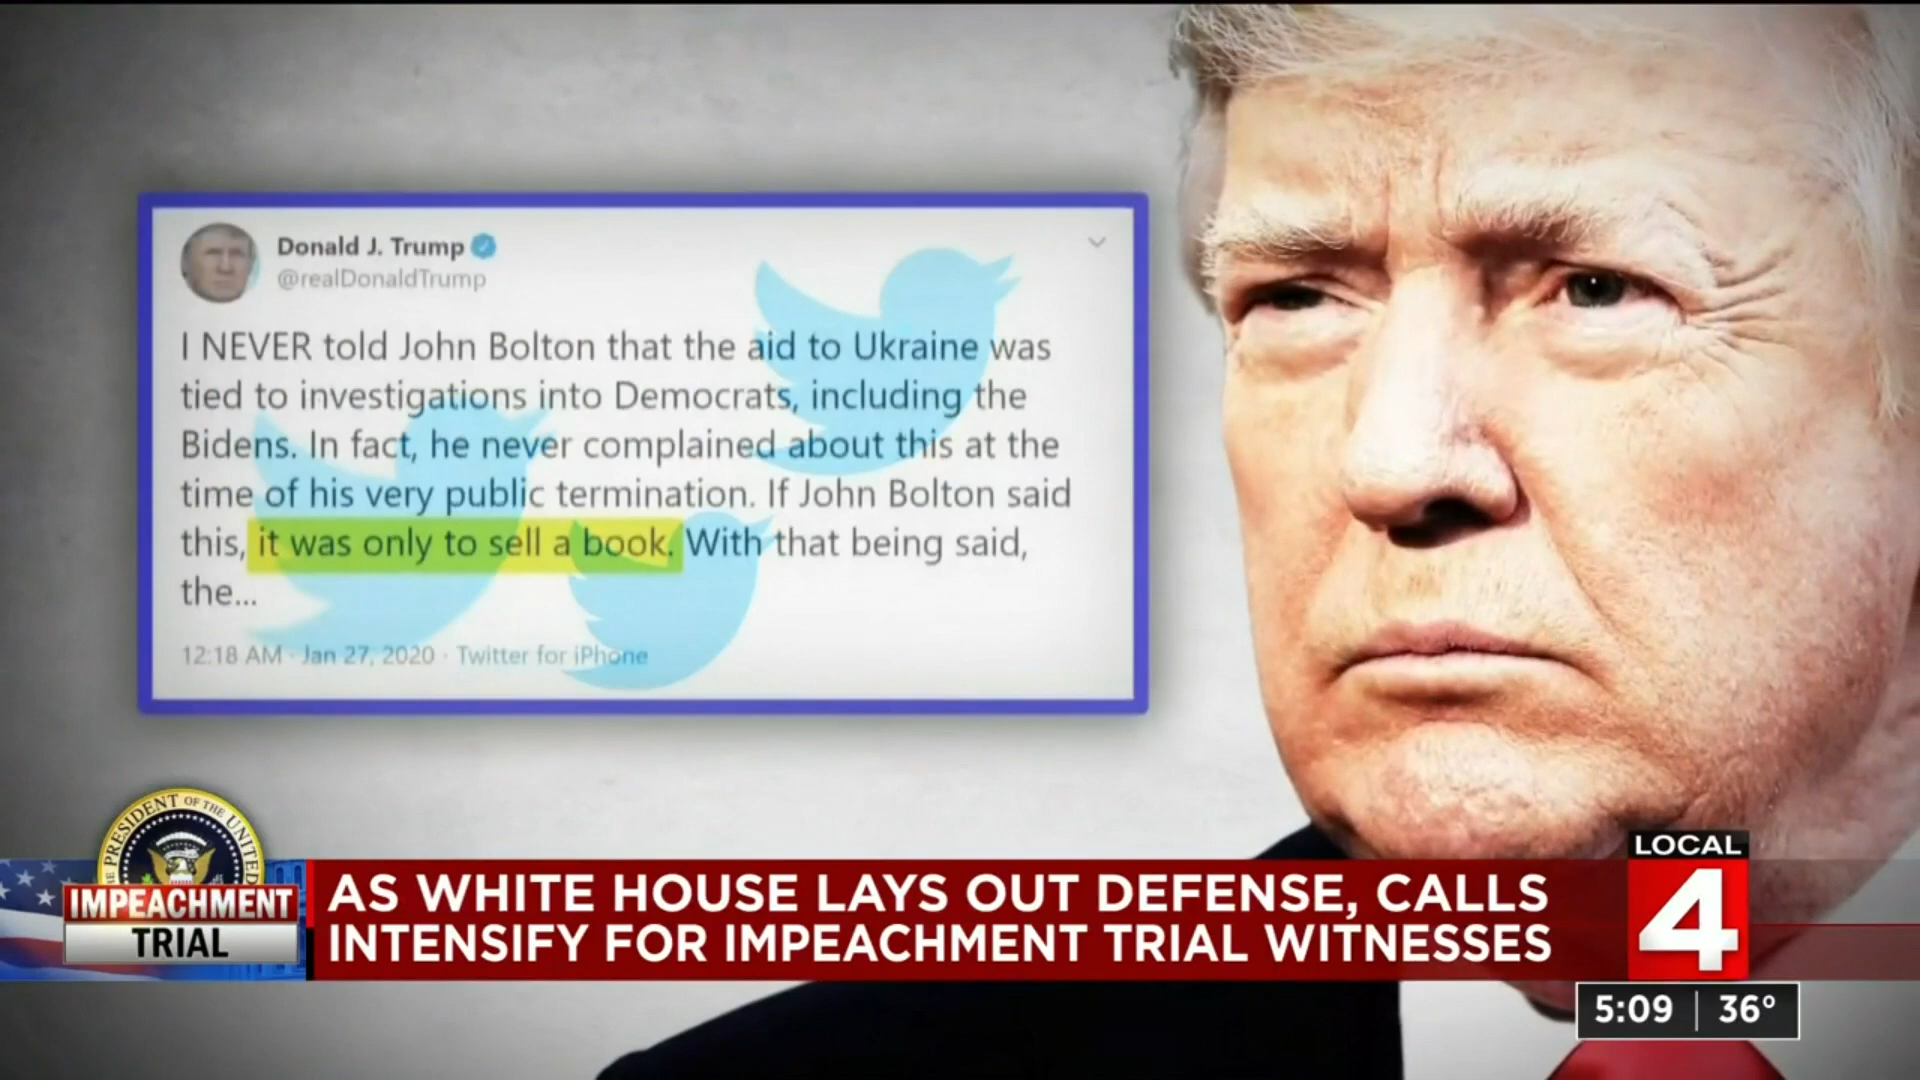 Donald J. Trump
@realDonaldTrump
I NEVER told John Bolton that the aid to Ukraine was
tied to investigations into Democrats, including the
Bidens. In fact, he never complained about this at the
time of his very public termination. If John Bolton said
this, it was only to sell a book. With that being said,
the...
12:18 AM · Jan 27, 2020 · Twitter for iPhone
PRESIDENT OF THE UNITED
IMPEACHMENT
TRIAL
AS WHITE HOUSE LAYS OUT DEFENSE, CALLS
INTENSIFY FOR IMPEACHMENT TRIAL WITNESSES
LOCAL
4
5:09 | 36°